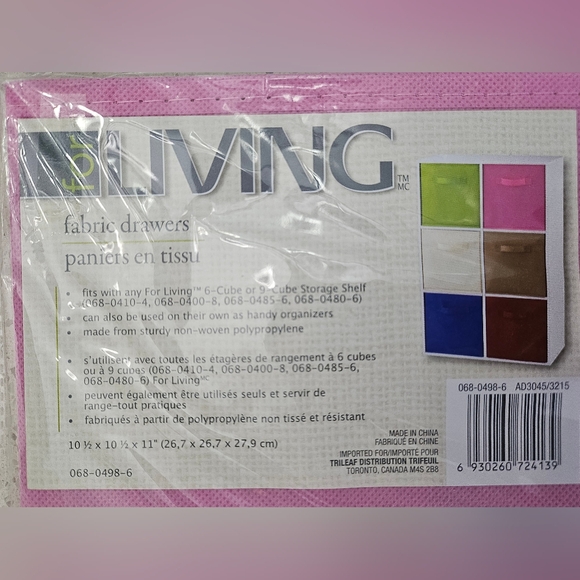 for LIVING TM MC
fabric drawers
paniers en tissu
• fits with any For Living™ 6-Cube or 9-Cube Storage Shelf
(068-0410-4, 068-0400-8, 068-0485-6, 068-0480-6)
• can also be used on their own as handy organizers
• made from sturdy non-woven polypropylene
• s'utilisent avec toutes les étagères de rangement à 6 cubes
ou à 9 cubes (068-0410-4, 068-0400-8, 068-0485-6,
068-0480-6) For Living MC
• peuvent également être utilisés seuls et servir de
range-tout pratiques
• fabriqués à partir de polypropylène non tissé et résistant
10 ½ x 10 ½ x 11" (26,7 x 26,7 x 27,9 cm)
068-0498-6
068-0498-6 AD3045/3215
6 930260 724139
MADE IN CHINA
FABRIQUÉ EN CHINE
IMPORTED FOR/IMPORTÉ POUR
TRILEAF DISTRIBUTION TRIFEUIL
TORONTO, CANADA M4S 2B8